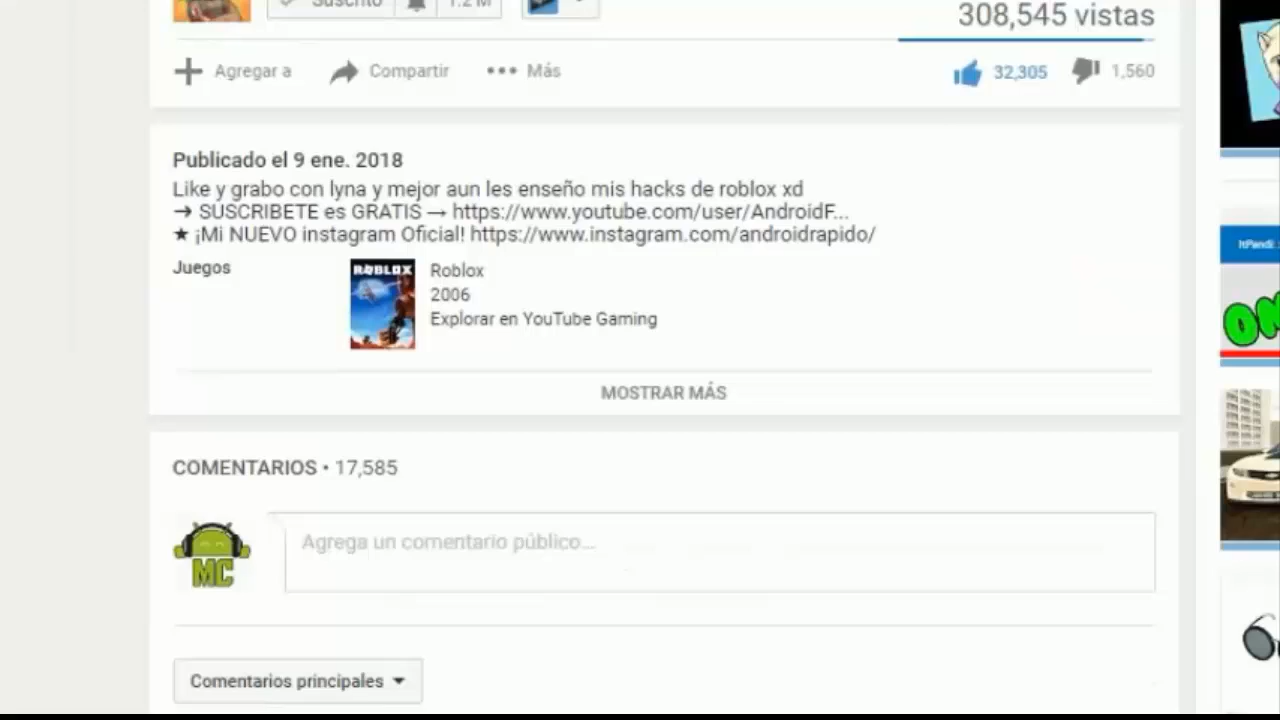 Suscrito
1.2 M
308,545 vistas
Agregar a
Compartir
Más
32,305
1,560
Publicado el 9 ene. 2018
Like y grabo con lyna y mejor aun les enseño mis hacks de roblox xd
→ SUSCRIBETE es GRATIS → https://www.youtube.com/user/AndroidF...
★ ¡Mi NUEVO instagram Oficial! https://www.instagram.com/androidrapido/
Juegos
ROBLOX
Roblox
2006
Explorar en YouTube Gaming
MOSTRAR MÁS
COMENTARIOS • 17,585
MC
Agrega un comentario público...
Comentarios principales